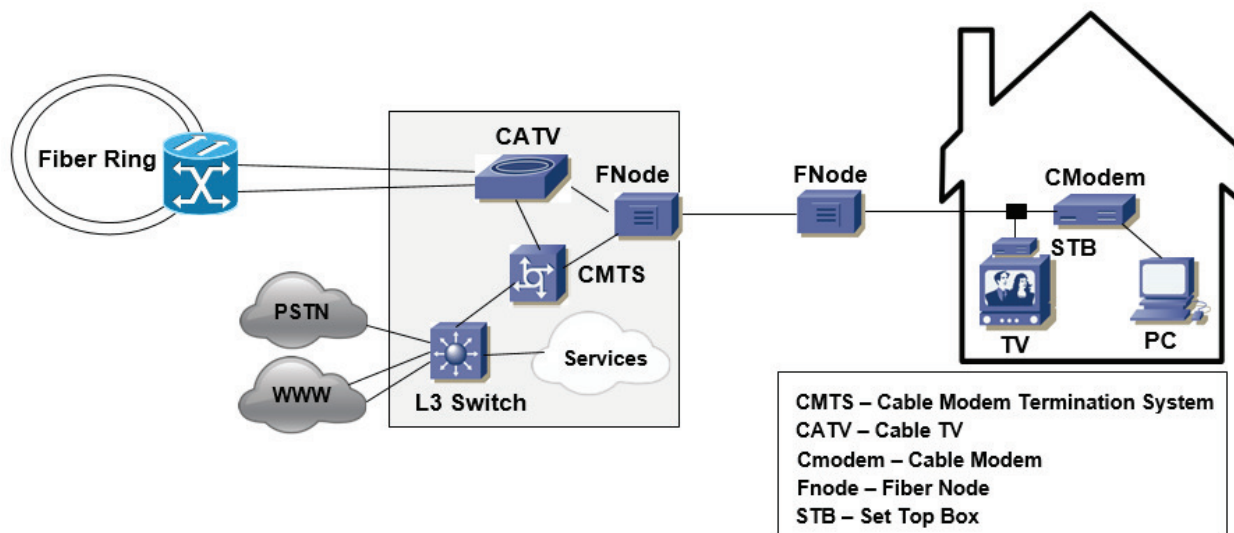 Fiber Ring
CATV
FNode
CMTS
PSTN
WWW
L3 Switch
Services
FNode
CModem
STB
TV
PC
CMTS – Cable Modem Termination System
CATV – Cable TV
Cmodem – Cable Modem
Fnode – Fiber Node
STB – Set Top Box